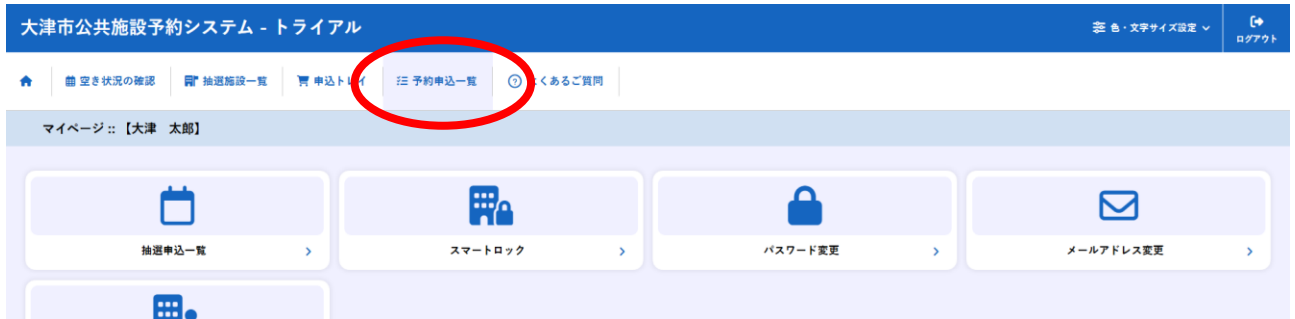 大津市公共施設予約システム - トライアル
色・文字サイズ設定
ログアウト
空き状況の確認
抽選施設一覧
申込トレイ
予約申込一覧
よくあるご質問
マイページ :: 【大津　太郎】
抽選申込一覧
スマートロック
パスワード変更
メールアドレス変更